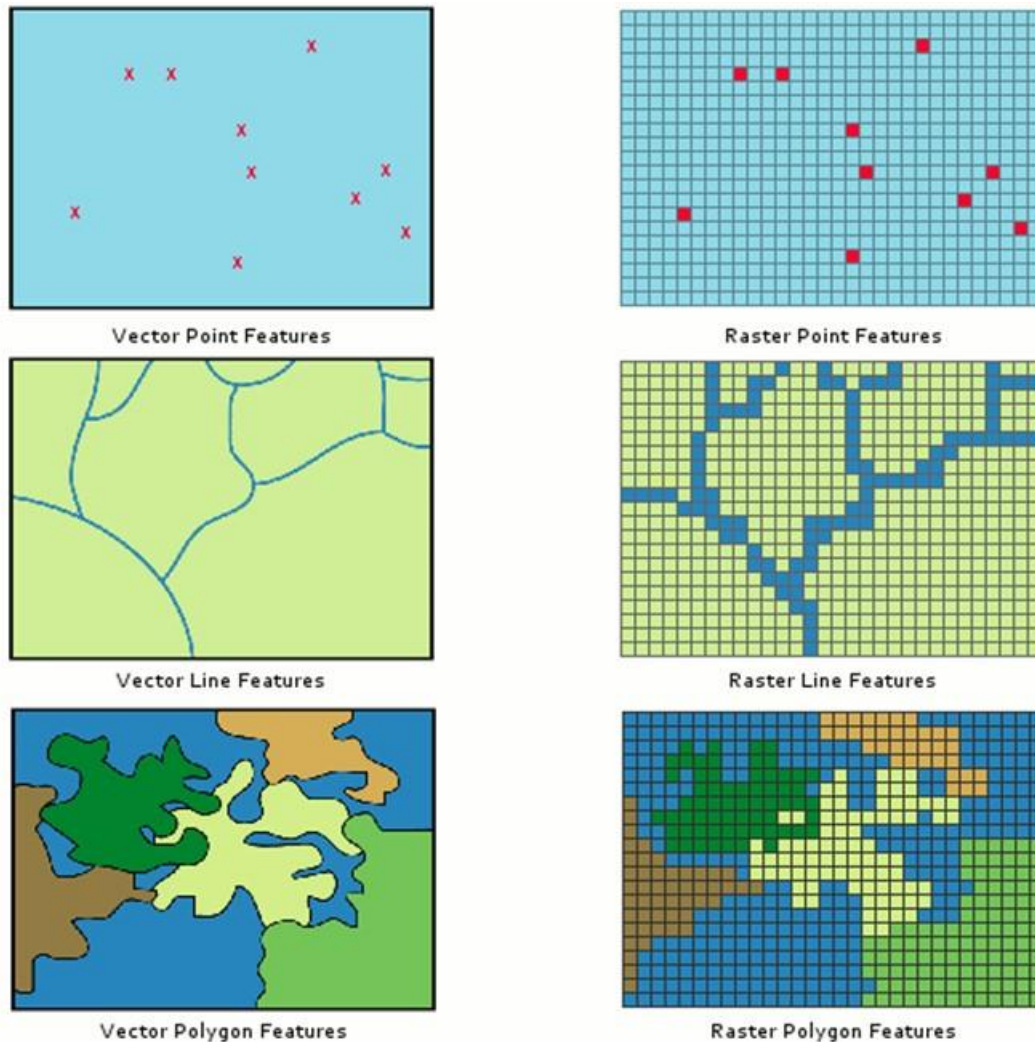 Vector Point Features
Raster Point Features
Vector Line Features
Raster Line Features
Vector Polygon Features
Raster Polygon Features